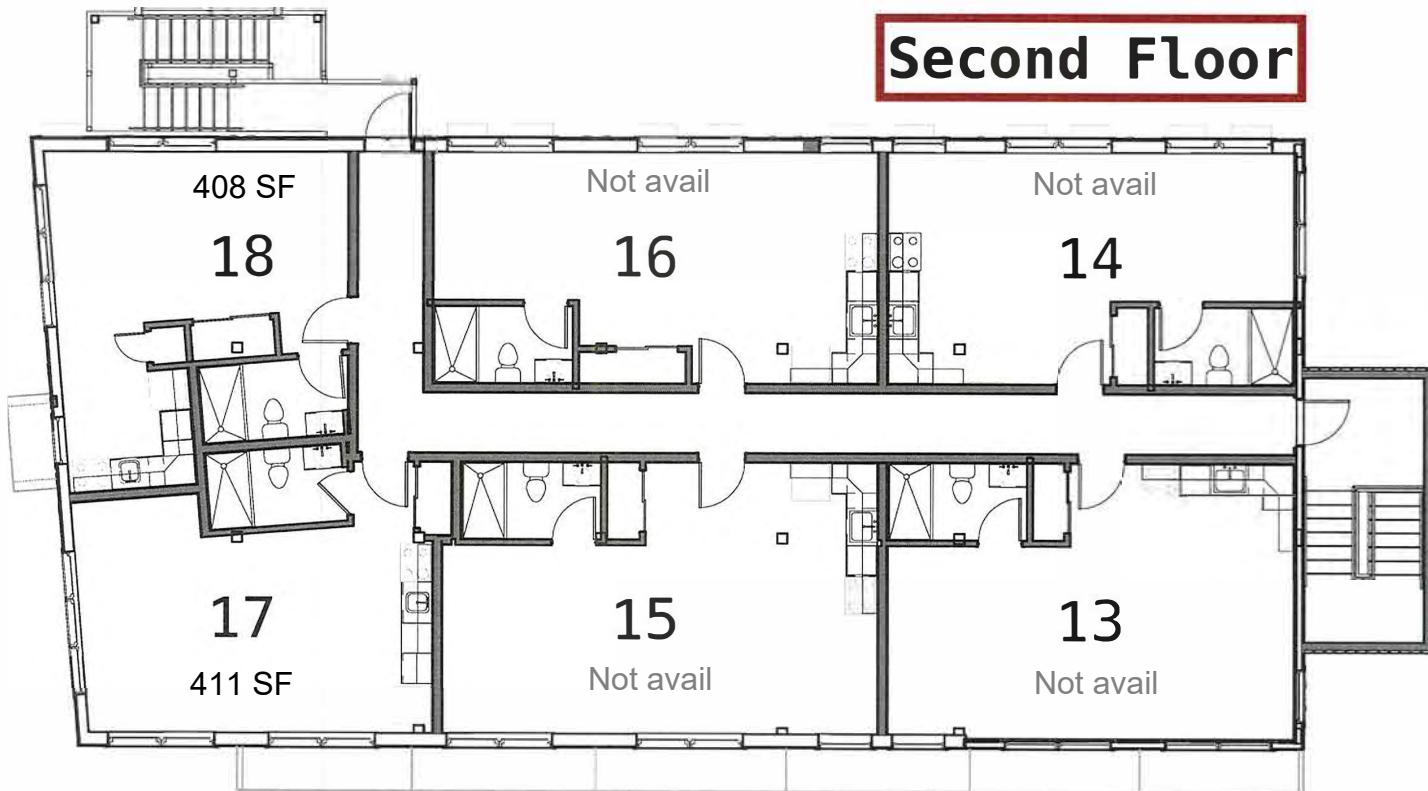 Second Floor
408 SF
18
Not avail
16
Not avail
14
17
411 SF
15
Not avail
13
Not avail